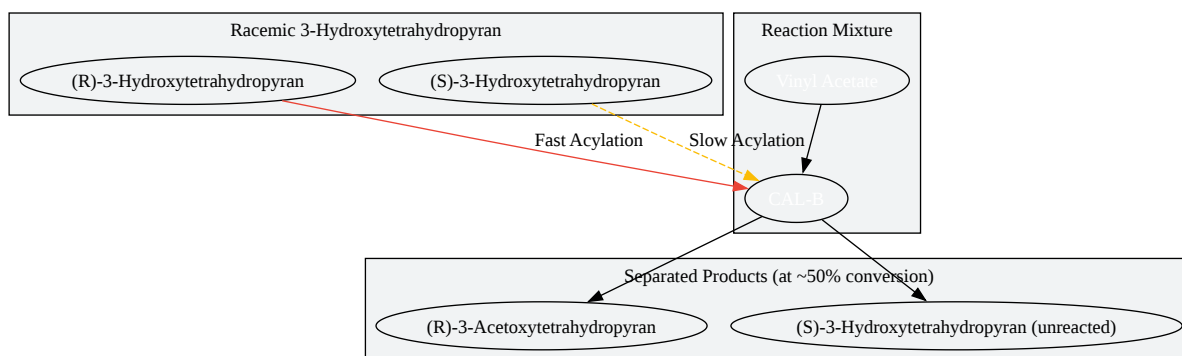 Racemic 3-Hydroxytetrahydropyran
Reaction Mixture
(R)-3-Hydroxytetrahydropyran
(S)-3-Hydroxytetrahydropyran
Vinyl Acetate
Fast Acylation
Slow Acylation
CAL-B
Separated Products (at ~50% conversion)
(R)-3-Acetoxytetrahydropyran
(S)-3-Hydroxytetrahydropyran (unreacted)